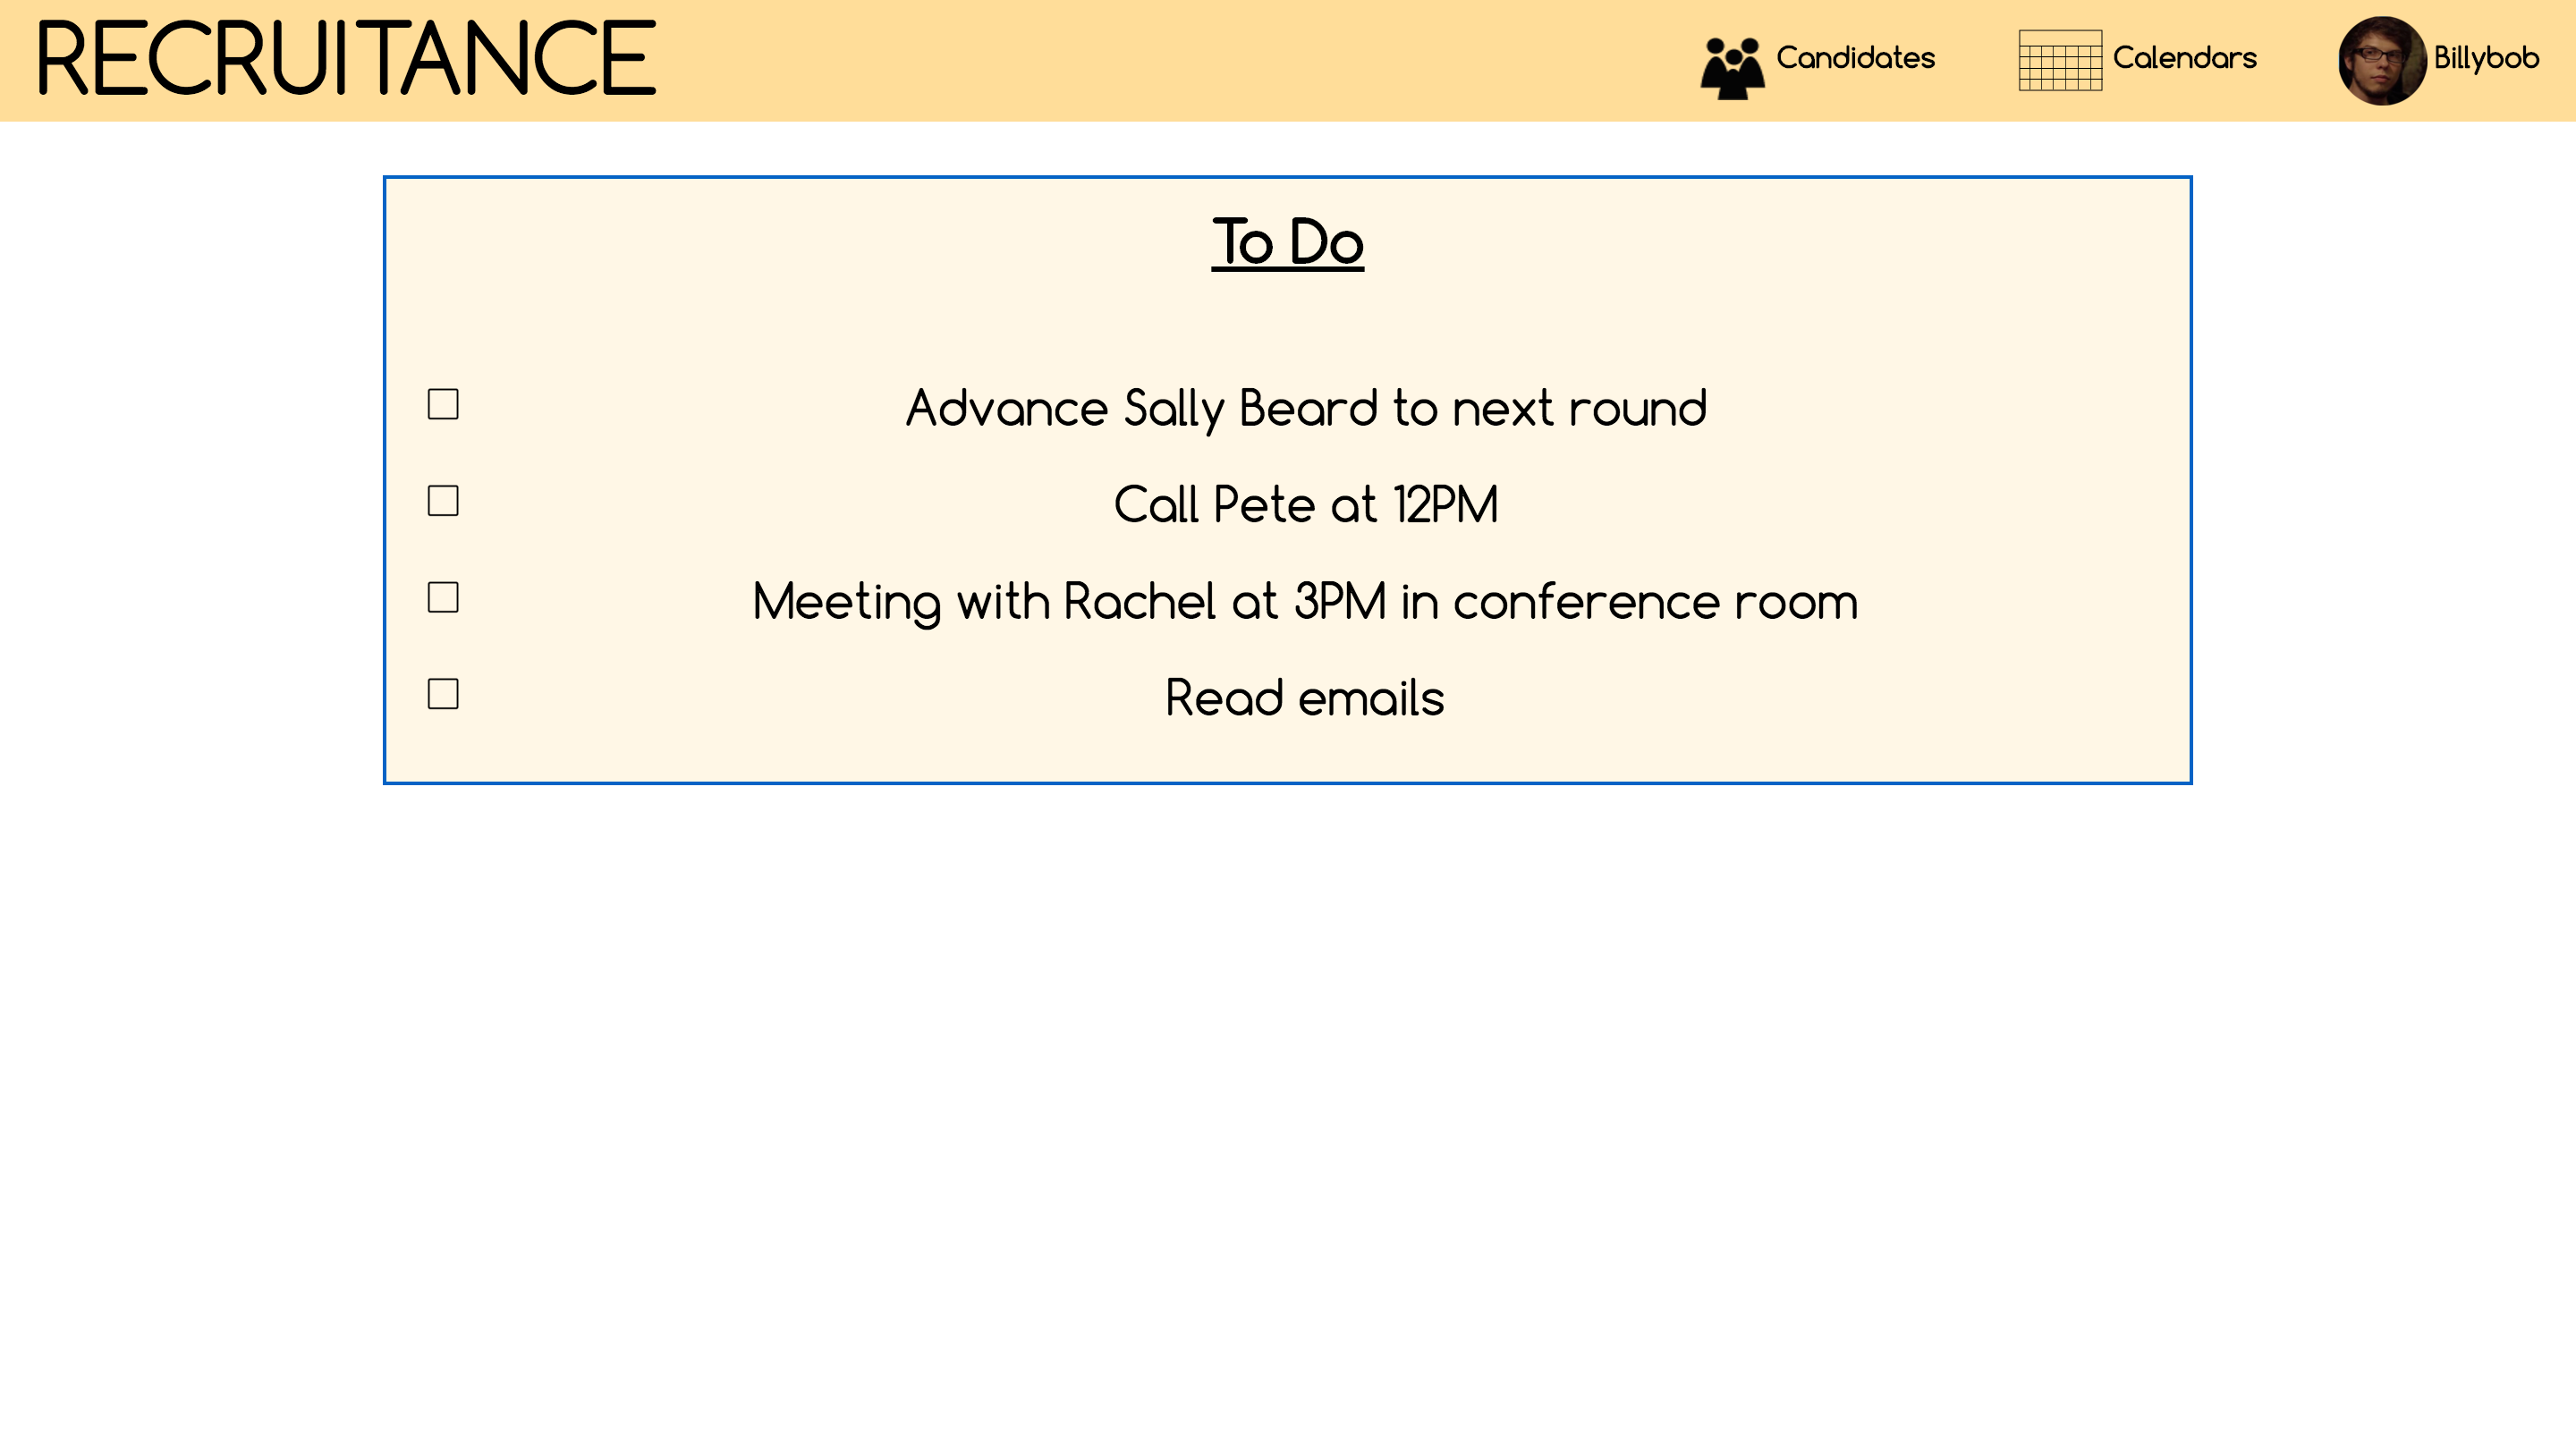 RECRUITANCE
Candidates
Calendars
Billybob
To Do
Advance Sally Beard to next round
Call Pete at 12PM
Meeting with Rachel at 3PM in conference room
Read emails